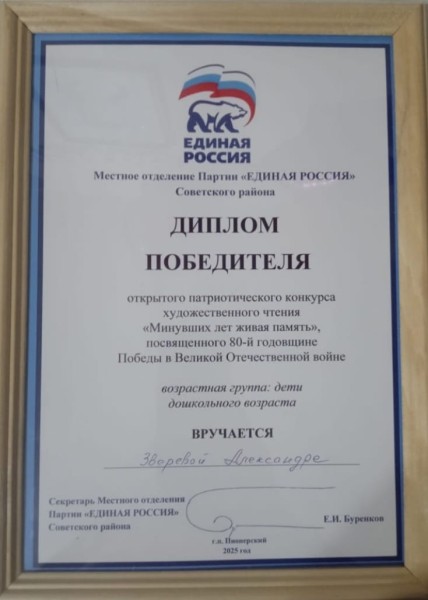 ЕДИНАЯ
РОССИЯ
Местное отделение Партии «ЕДИНАЯ РОССИЯ»
Советского района
ДИПЛОМ
ПОБЕДИТЕЛЯ
открытого патриотического конкурса
художественного чтения
«Минувших лет живая память»,
посвященного 80-й годовщине
Победы в Великой Отечественной войне
возрастная группа: дети
дошкольного возраста
ВРУЧАЕТСЯ
Зваревой Александре
Секретарь Местного отделения
Партии «ЕДИНАЯ РОССИЯ»
Советского района
Е.И. Буренков
г.п. Пионерский
2025 год